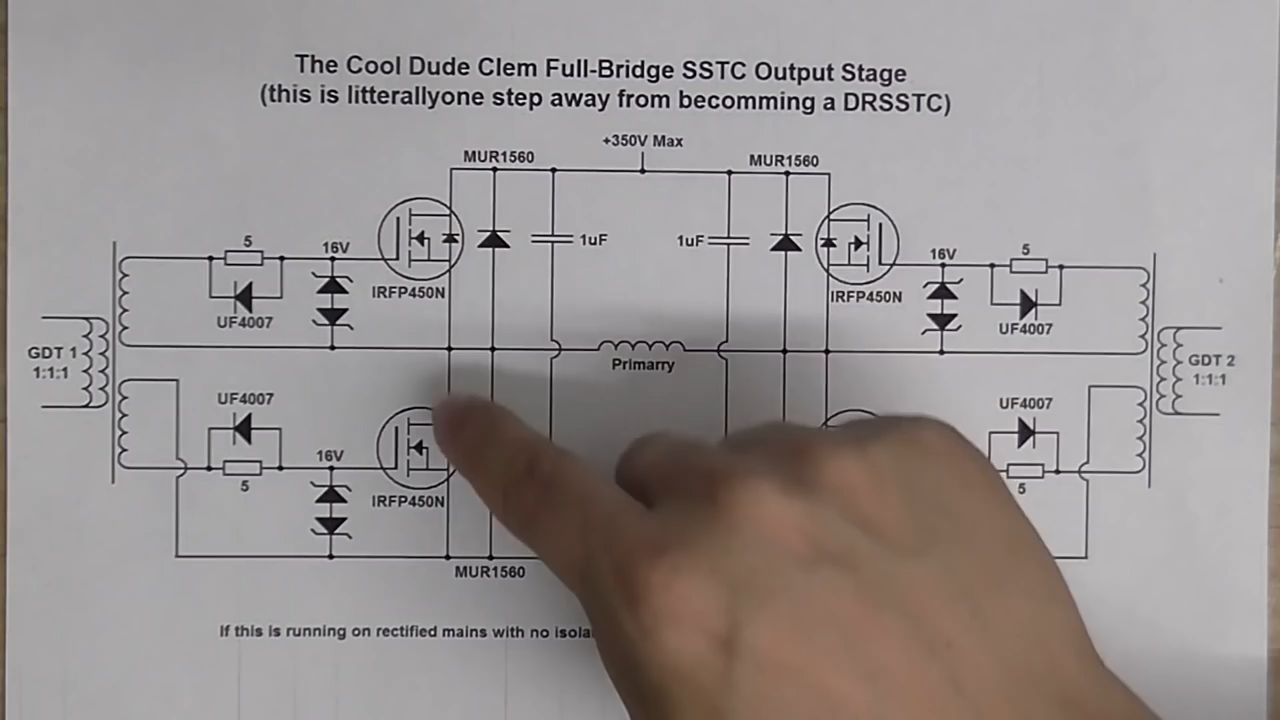 The Cool Dude Clem Full-Bridge SSTC Output Stage
(this is litterallyone step away from becomming a DRSSTC)
+350V Max
MUR1560
MUR1560
5
16V
1uF
1uF
16V
5
IRFP450N
IRFP450N
UF4007
UF4007
GDT 1
1:1:1
Primarry
GDT 2
1:1:1
UF4007
UF4007
16V
5
5
IRFP450N
MUR1560
If this is running on rectified mains with no